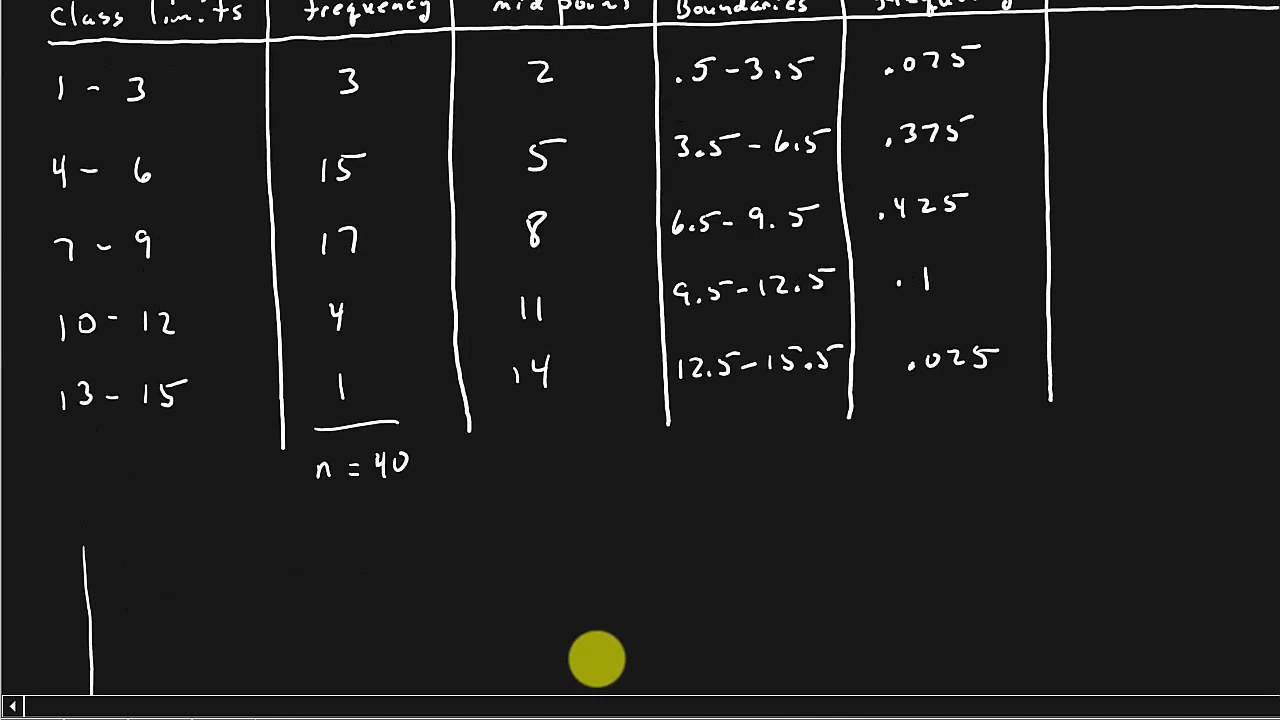 Class limits frequency midpoint Boundaries frequency
1 - 3 3 2 .5-3.5 .075
4 - 6 15 5 3.5-6.5 .375
7 - 9 17 8 6.5-9.5 .425
10 - 12 4 11 9.5-12.5 .1
13 - 15 1 14 12.5-15.5 .025
n = 40